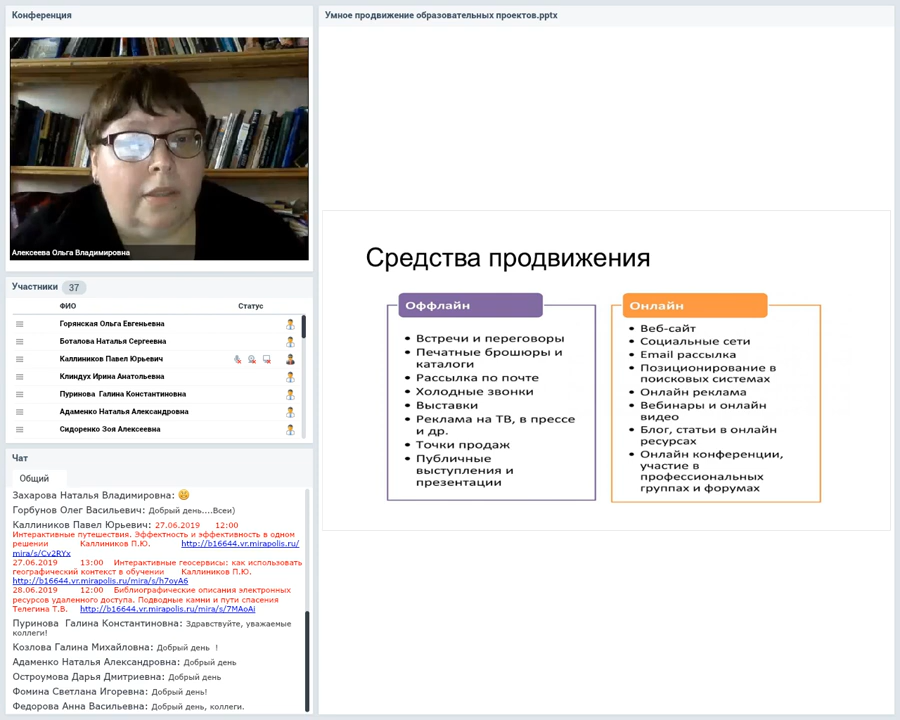 Конференция
Алексеева Ольга Владимировна
Участники 37
ФИО Статус
Горянская Ольга Евгеньевна
Боталова Наталья Сергеевна
Каллиников Павел Юрьевич
Клиндух Ирина Анатольевна
Пуринова Галина Константиновна
Адаменко Наталья Александровна
Сидоренко Зоя Алексеевна
Чат
Общий
Захарова Наталья Владимировна:
Горбунов Олег Васильевич: Добрый день....Всеи)
Каллиников Павел Юрьевич: 27.06.2019 12:00
Интерактивные путешествия. Эффектность и эффективность в одном
решении Каллиников П.Ю. http://b16644.vr.mirapolis.ru/
mira/s/Cv2RYx
27.06.2019 13:00 Интерактивные геосервисы; как использовать
географический контекст в обучении Каллиников П.Ю.
http://b16644.vr.mirapolis.ru/mira/s/h7oyA6
28.06.2019 12:00 Библиографические описания электронных
ресурсов удаленного доступа. Подводные камни и пути спасения
Телегина Т.В. http://b16644.vr.mirapolis.ru/mira/s/7MAoAi
Пуринова Галина Константиновна: Здравствуйте, уважаемые
коллеги!
Козлова Галина Михайловна: Добрый день !
Адаменко Наталья Александровна: Добрый день
Остроумова Дарья Дмитриевна: Добрый день
Фомина Светлана Игоревна: Добрый день!
Федорова Анна Васильевна: Добрый день, коллеги.
Умное продвижение образовательных проектов.pptx
Средства продвижения
Оффлайн
• Встречи и переговоры
• Печатные брошюры и
каталоги
• Рассылка по почте
• Холодные звонки
• Выставки
• Реклама на ТВ, в прессе
и др.
• Точки продаж
• Публичные
выступления и
презентации
Онлайн
• Веб-сайт
• Социальные сети
• Email рассылка
• Позиционирование в
поисковых системах
• Онлайн реклама
• Вебинары и онлайн
видео
• Блог, статьи в онлайн
ресурсах
• Онлайн конференции,
участие в
профессиональных
группах и форумах